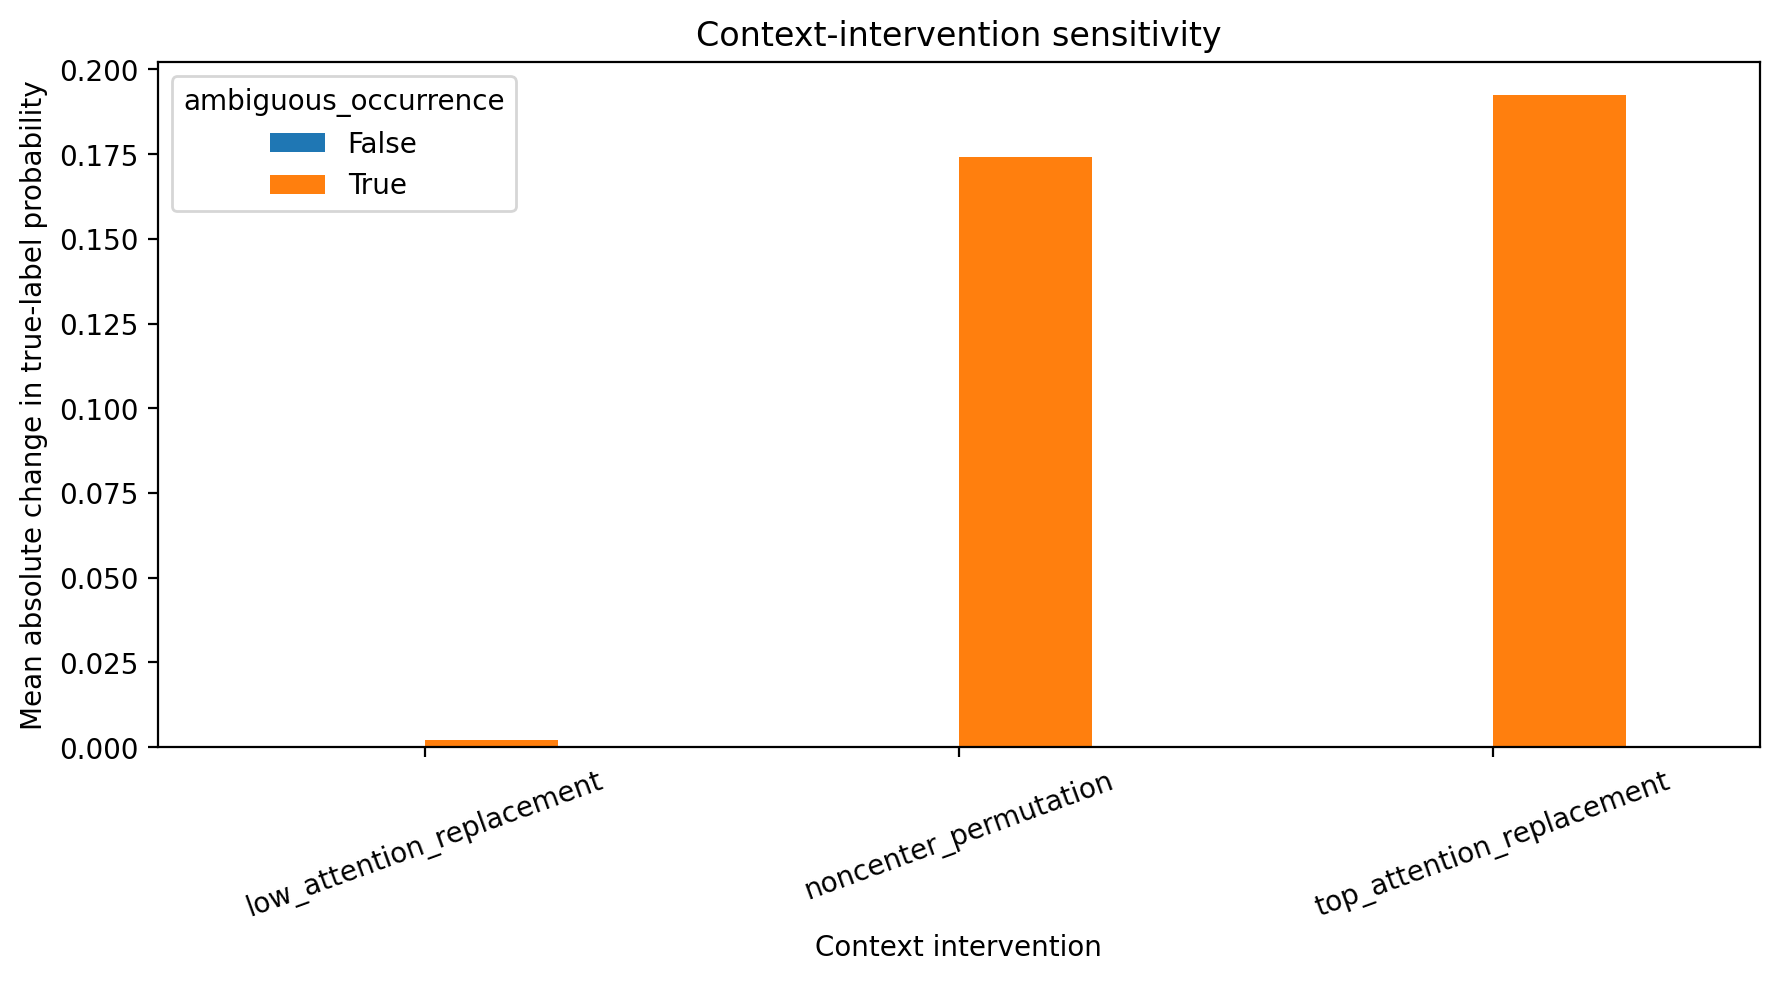 Context-intervention sensitivity
Mean absolute change in true-label probability
0.200
0.175
0.150
0.125
0.100
0.075
0.050
0.025
0.000
ambiguous_occurrence
False
True
low_attention_replacement
noncenter_permutation
top_attention_replacement
Context intervention